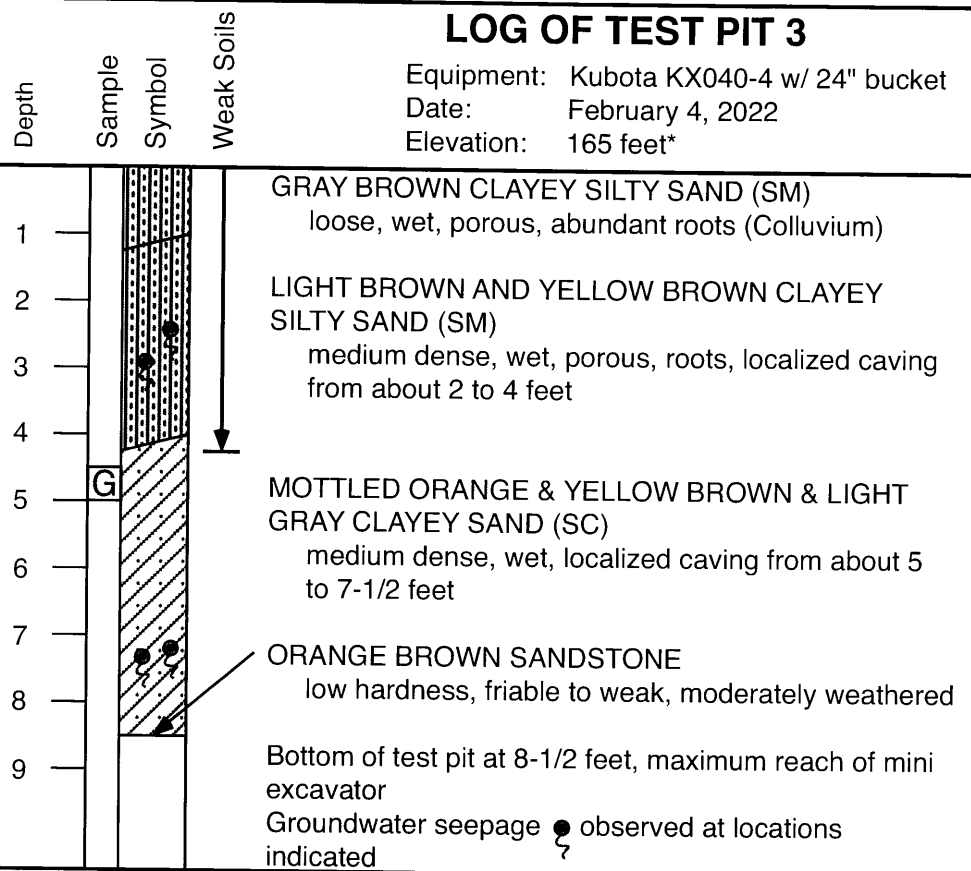 LOG OF TEST PIT 3
Equipment: Kubota KX040-4 w/ 24" bucket
Date: February 4, 2022
Elevation: 165 feet*
Depth
Sample
Symbol
Weak Soils
GRAY BROWN CLAYEY SILTY SAND (SM)
loose, wet, porous, abundant roots (Colluvium)
1
LIGHT BROWN AND YELLOW BROWN CLAYEY
2
SILTY SAND (SM)
medium dense, wet, porous, roots, localized caving
3
from about 2 to 4 feet
4
G
MOTTLED ORANGE & YELLOW BROWN & LIGHT
5
GRAY CLAYEY SAND (SC)
medium dense, wet, localized caving from about 5
6
to 7-1/2 feet
7
ORANGE BROWN SANDSTONE
low hardness, friable to weak, moderately weathered
8
Bottom of test pit at 8-1/2 feet, maximum reach of mini
9
excavator
Groundwater seepage observed at locations
indicated